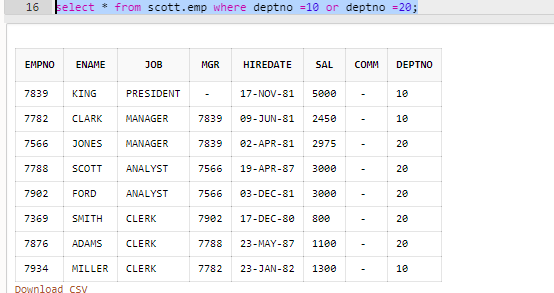 16 select * from scott.emp where deptno =10 or deptno =20;
EMPNO ENAME JOB MGR HIREDATE SAL COMM DEPTNO
7839 KING PRESIDENT - 17-NOV-81 5000 - 10
7782 CLARK MANAGER 7839 09-JUN-81 2450 - 10
7566 JONES MANAGER 7839 02-APR-81 2975 - 20
7788 SCOTT ANALYST 7566 19-APR-87 3000 - 20
7902 FORD ANALYST 7566 03-DEC-81 3000 - 20
7369 SMITH CLERK 7902 17-DEC-80 800 - 20
7876 ADAMS CLERK 7788 23-MAY-87 1100 - 20
7934 MILLER CLERK 7782 23-JAN-82 1300 - 10
Download CSV